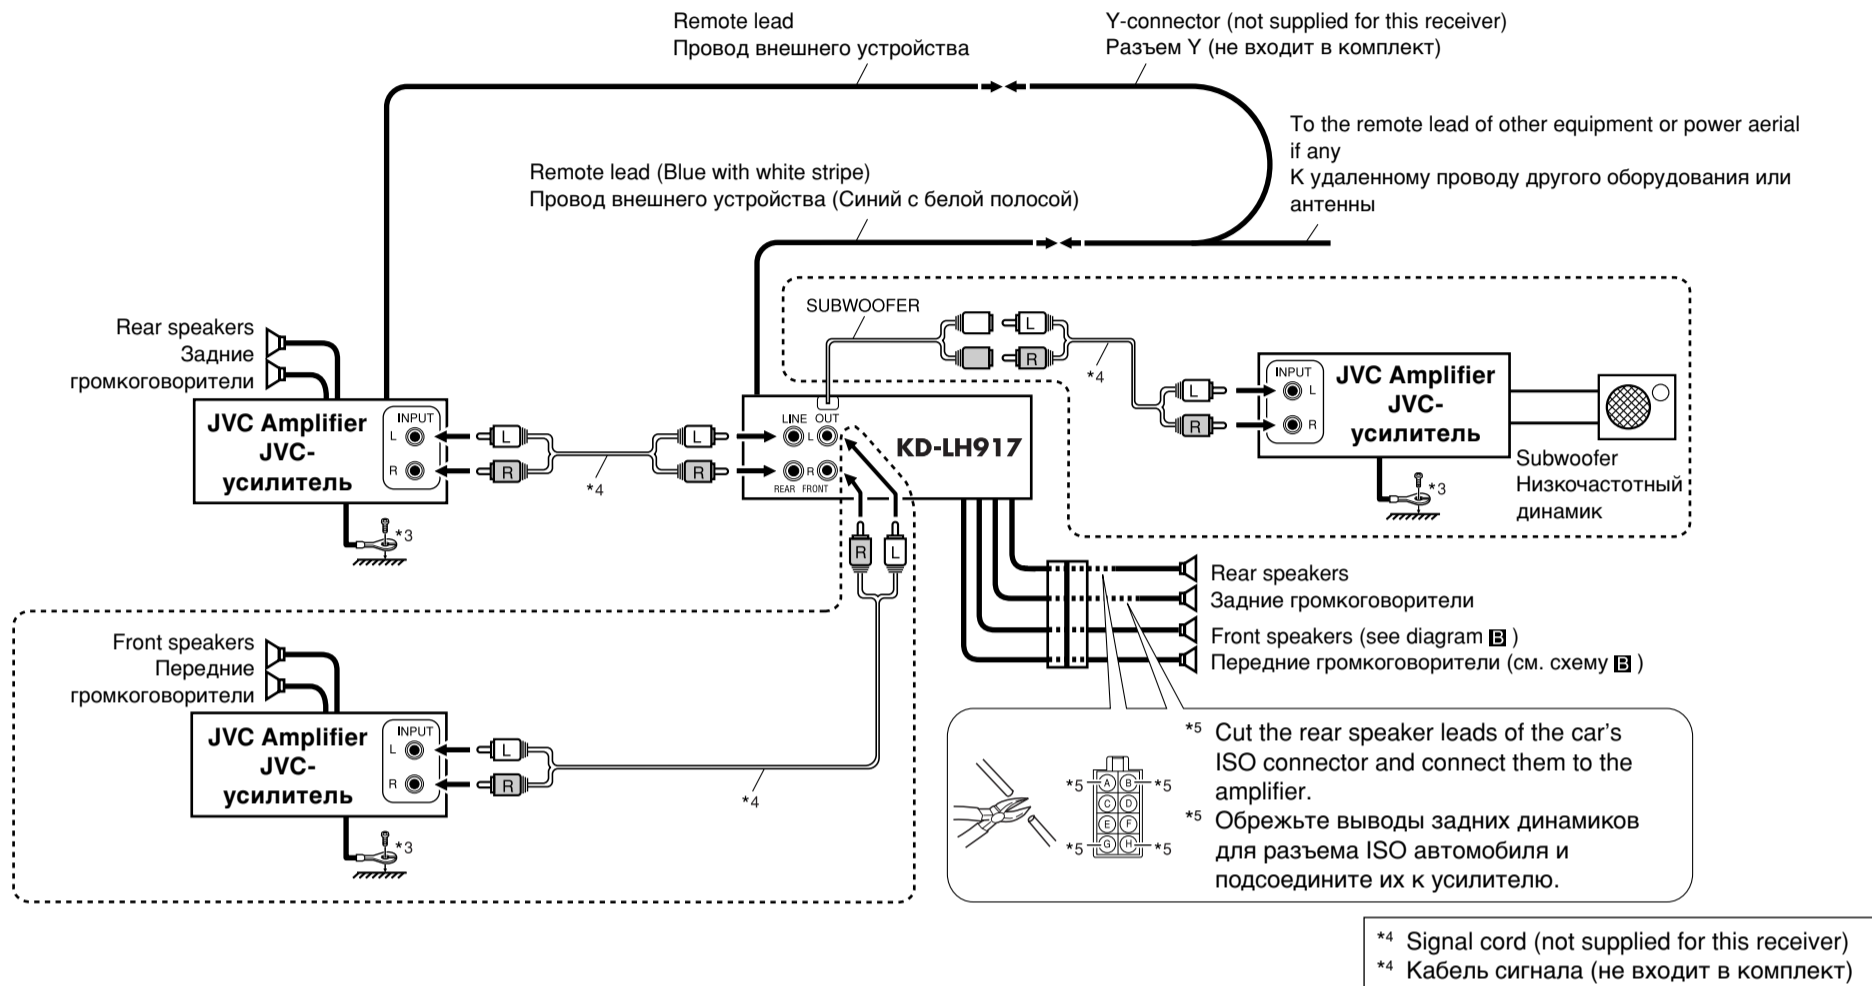 Remote lead
Провод внешнего устройства
Y-connector (not supplied for this receiver)
Разъем Y (не входит в комплект)
To the remote lead of other equipment or power aerial
if any
К удаленному проводу другого оборудования или
антенны
Remote lead (Blue with white stripe)
Провод внешнего устройства (Синий с белой полосой)
Rear speakers
Задние
громкоговорители
JVC Amplifier
JVC-
усилитель
INPUT
L
R
L
R
*4
L
R
*3
SUBWOOFER
L
R
*4
L
R
INPUT
L
R
JVC Amplifier
JVC-
усилитель
*3
Subwoofer
Низкочастотный
динамик
LINE OUT
L
R
REAR FRONT
KD-LH917
R
L
Rear speakers
Задние громкоговорители
Front speakers (see diagram B )
Передние громкоговорители (см. схему B )
Front speakers
Передние
громкоговорители
JVC Amplifier
JVC-
усилитель
INPUT
L
R
L
R
*4
*3
*5 A B *5
C D
E F
*5 G H *5
*5 Cut the rear speaker leads of the car's
ISO connector and connect them to the
amplifier.
*5 Обрежьте выводы задних динамиков
для разъема ISO автомобиля и
подсоедините их к усилителю.
*4 Signal cord (not supplied for this receiver)
*4 Кабель сигнала (не входит в комплект)